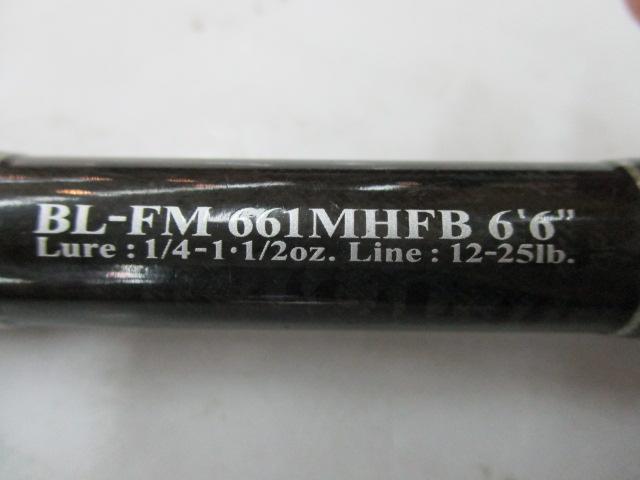 BL-FM 661MHFB 6'6"
Lure : 1/4-1·1/2oz. Line : 12-25lb.